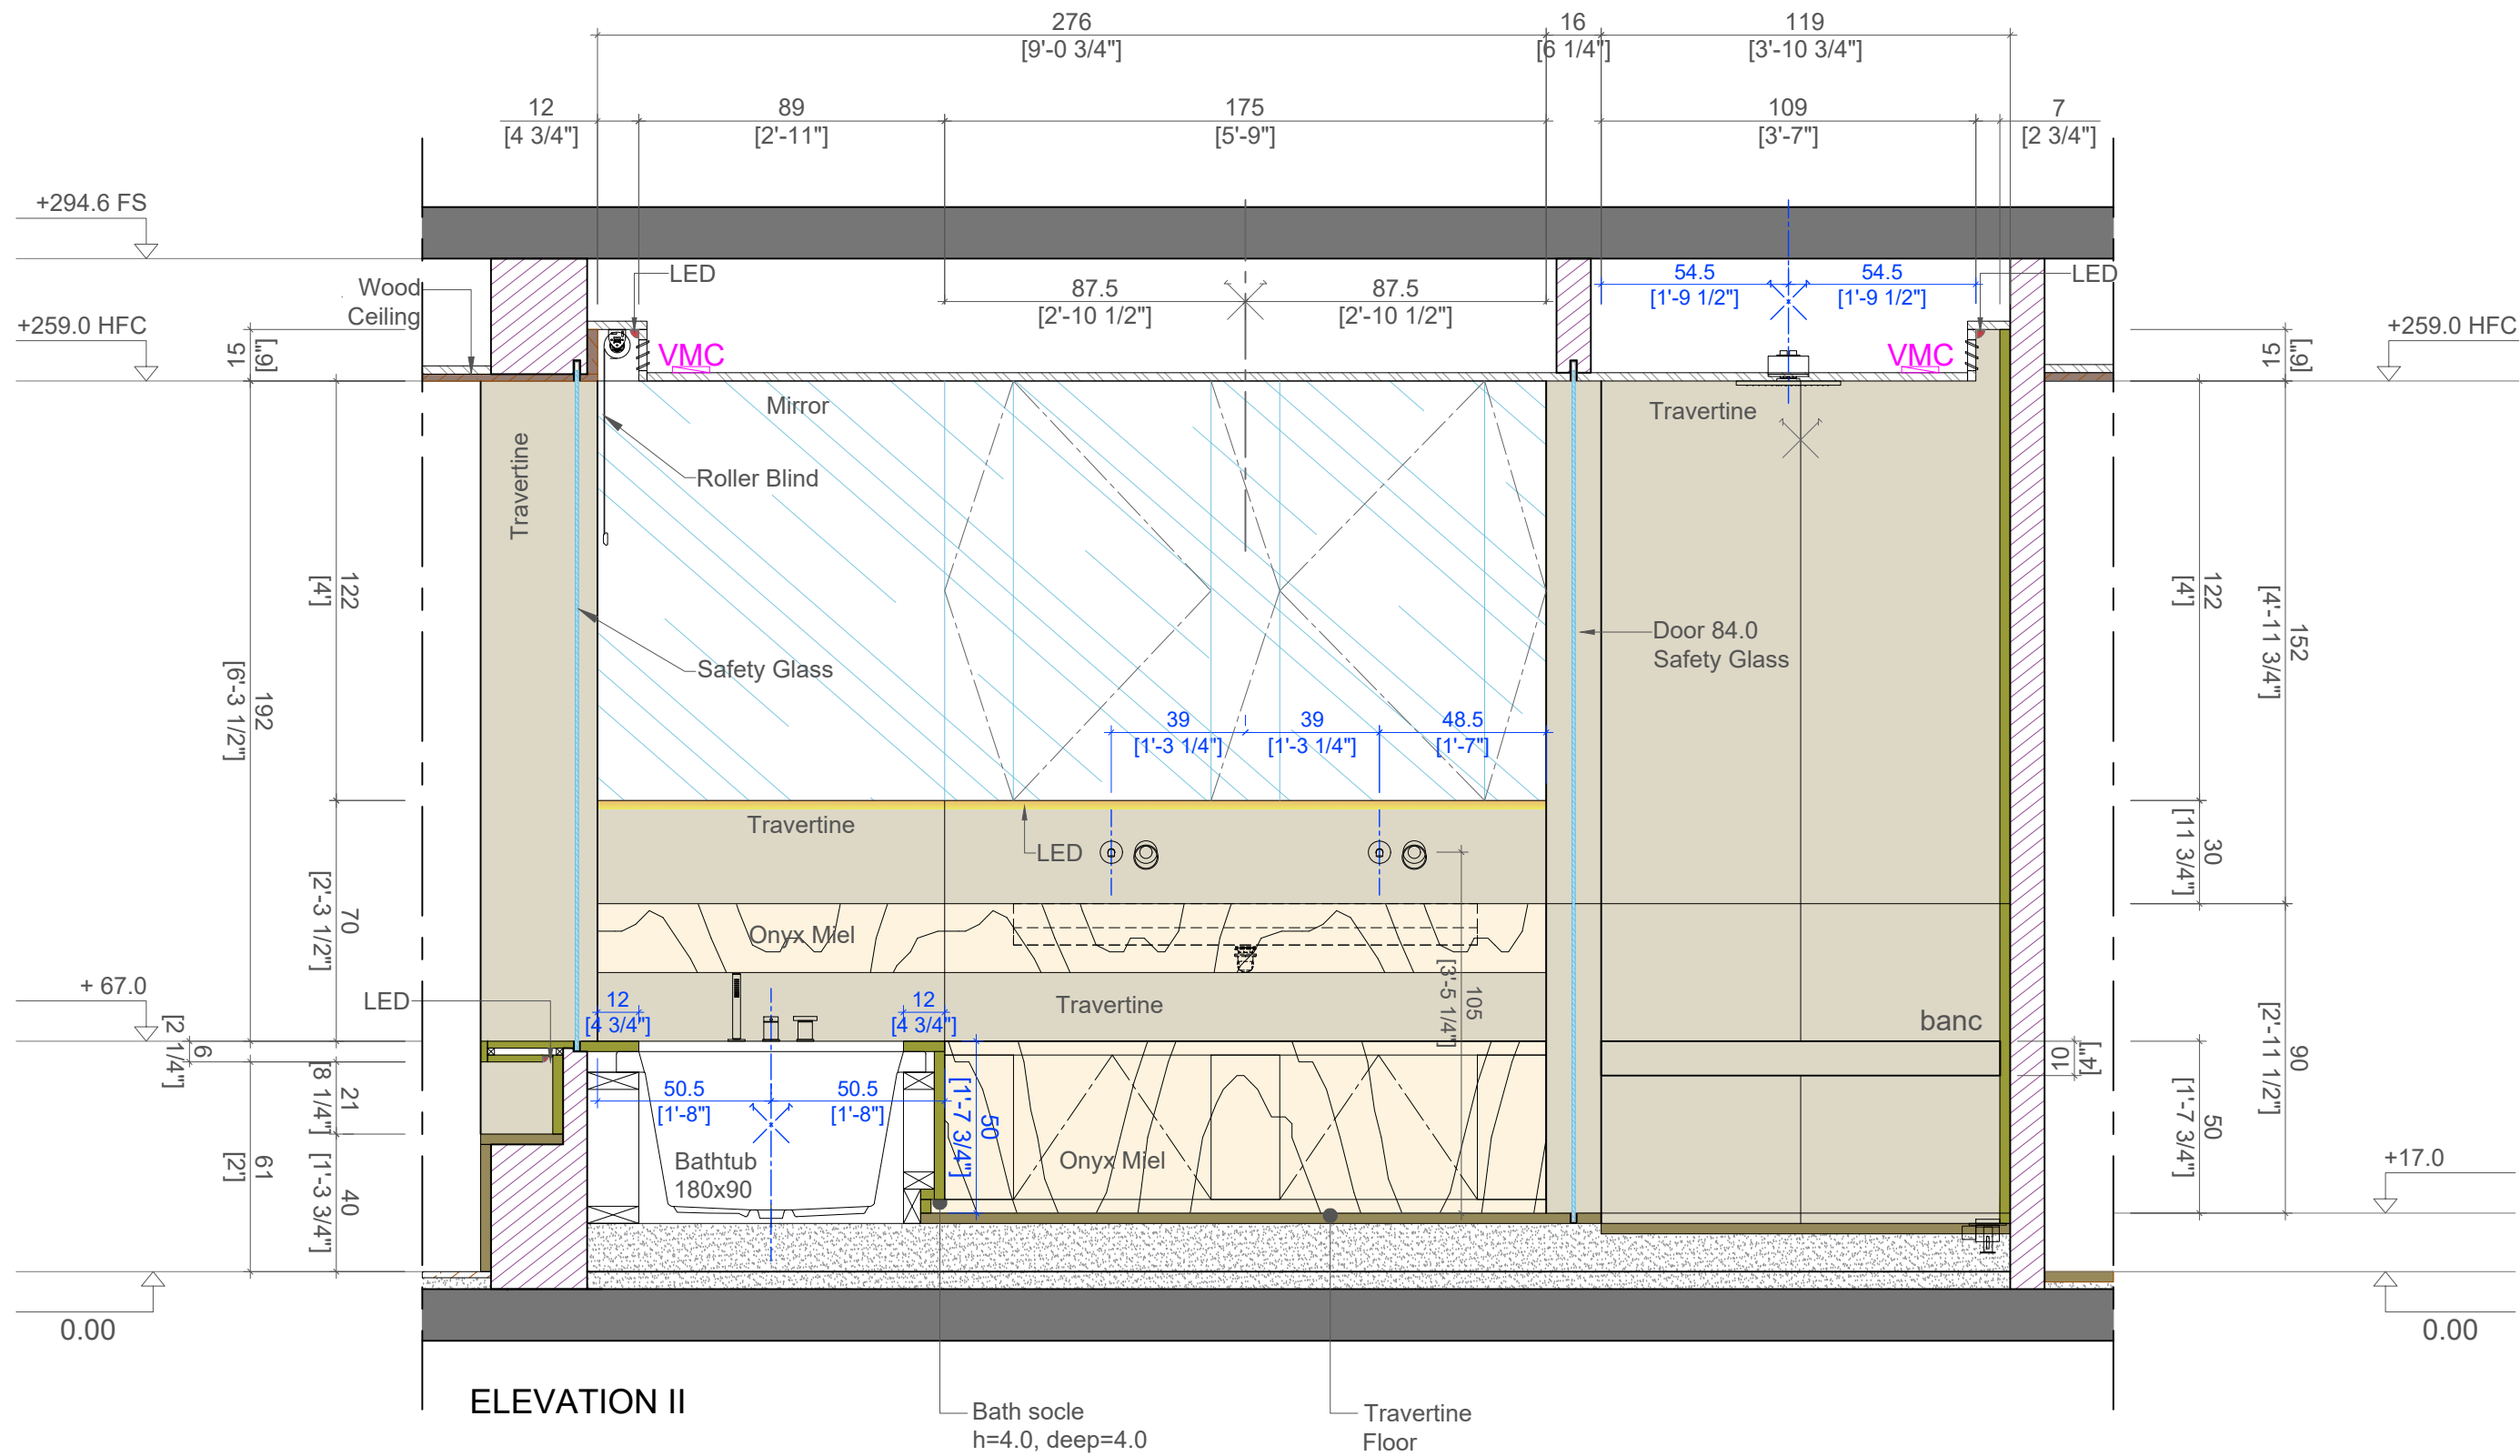 276
[9'-0 3/4"]
16
[6 1/4"]
119
[3'-10 3/4"]
12
[4 3/4"]
89
[2'-11"]
175
[5'-9"]
109
[3'-7"]
7
[2 3/4"]
+294.6 FS
Wood
Ceiling
LED
87.5
[2'-10 1/2"]
87.5
[2'-10 1/2"]
54.5
[1'-9 1/2"]
54.5
[1'-9 1/2"]
LED
+259.0 HFC
+259.0 HFC
15
[6"]
VMC
VMC
15
[6"]
Mirror
Travertine
Travertine
Roller Blind
122
[4']
122
[4']
152
[4'-11 3/4"]
Door 84.0
Safety Glass
Safety Glass
192
[6'-3 1/2"]
39
[1'-3 1/4"]
39
[1'-3 1/4"]
48.5
[1'-7"]
Travertine
LED
30
[11 3/4"]
70
[2'-3 1/2"]
Onyx Miel
105
[3'-5 1/4"]
+ 67.0
LED
12
[4 3/4"]
12
[4 3/4"]
Travertine
banc
6
[2 1/4"]
10
[4"]
90
[2'-11 1/2"]
21
[8 1/4"]
50.5
[1'-8"]
50.5
[1'-8"]
50
[1'-7 3/4"]
50
[1'-7 3/4"]
61
[2']
40
[1'-3 3/4"]
Bathtub
180x90
Onyx Miel
+17.0
0.00
0.00
ELEVATION II
Bath socle
h=4.0, deep=4.0
Travertine
Floor